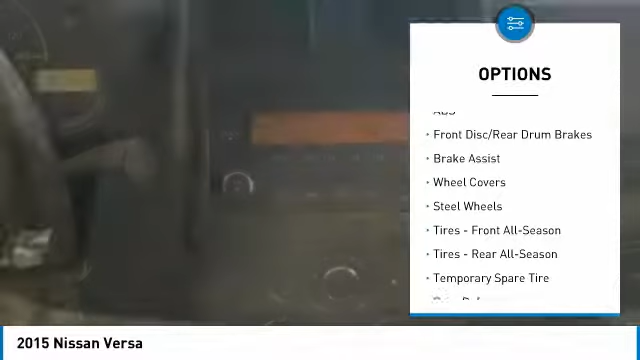 OPTIONS
ABS
Front Disc/Rear Drum Brakes
Brake Assist
Wheel Covers
Steel Wheels
Tires - Front All-Season
Tires - Rear All-Season
Temporary Spare Tire
2015 Nissan Versa